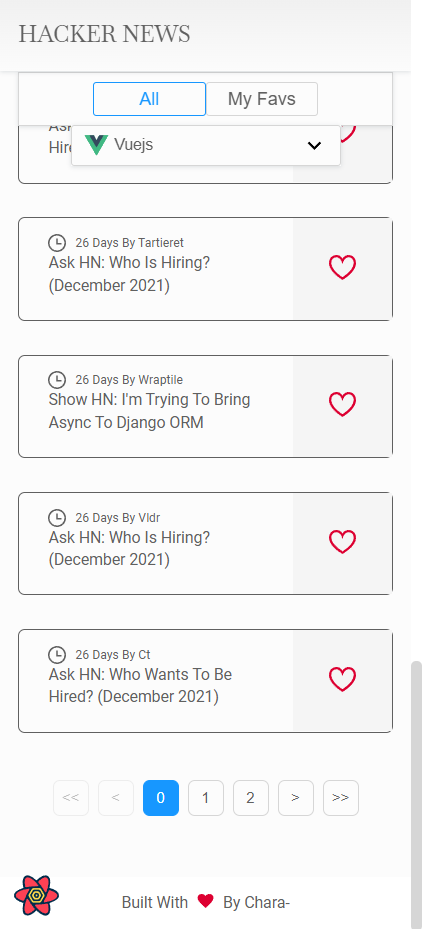 HACKER NEWS
All
My Favs
Vuejs
26 Days By Tartieret
Ask HN: Who Is Hiring?
(December 2021)
26 Days By Wraptile
Show HN: I'm Trying To Bring
Async To Django ORM
26 Days By Vldr
Ask HN: Who Is Hiring?
(December 2021)
26 Days By Ct
Ask HN: Who Wants To Be
Hired? (December 2021)
<< < 0 1 2 > >>
Built With By Chara-